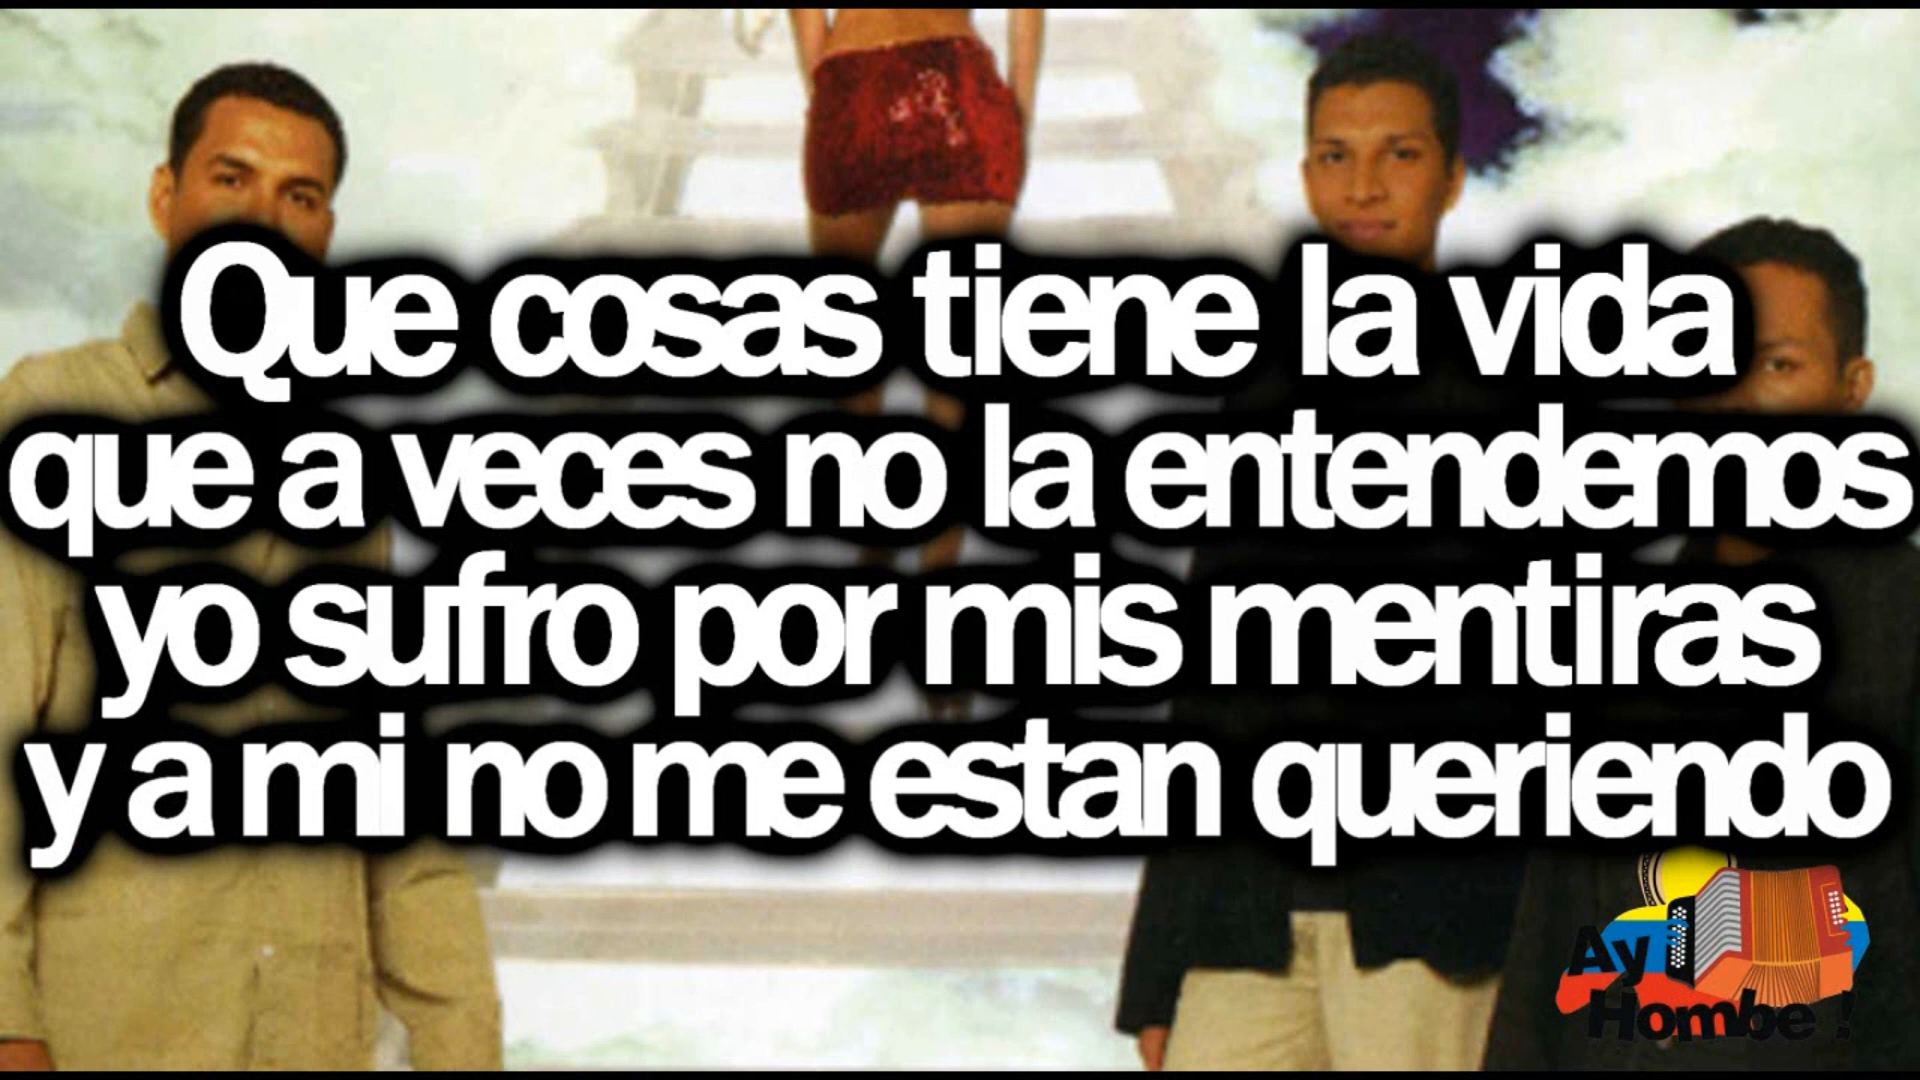 Que cosas tiene la vida
que a veces no la entendemos
yo sufro por mis mentiras
y a mi no me estan queriendo
Ay
Hombe !